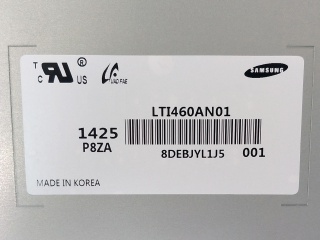 T C US ®
SAMSUNG
LTI460AN01
1425
P8ZA
8DEBJYL1J5 001
MADE IN KOREA